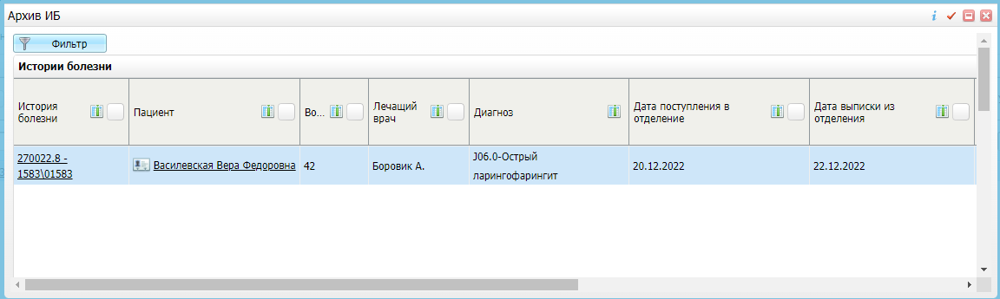 Архив ИБ
Фильтр
Истории болезни
История
болезни
Пациент
Во...
Лечащий
врач
Диагноз
Дата поступления в
отделение
Дата выписки из
отделения
270022.8 -
1583\01583
Василевская Вера Федоровна
42
Боровик А.
J06.0-Острый
ларингофарингит
20.12.2022
22.12.2022